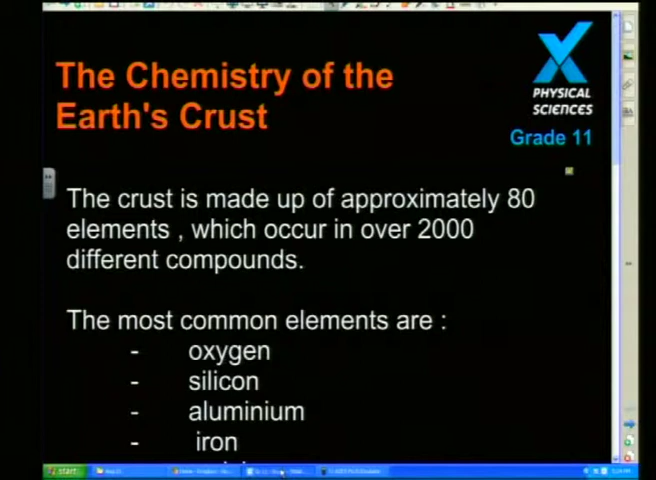 The Chemistry of the
Earth's Crust
PHYSICAL
SCIENCES
Grade 11
The crust is made up of approximately 80
elements , which occur in over 2000
different compounds.
The most common elements are :
- oxygen
- silicon
- aluminium
- iron
start